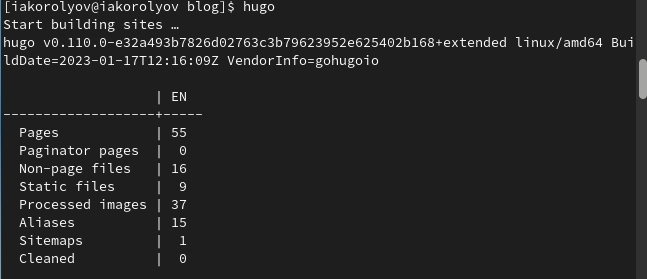 [iakorolyov@iakorolyov blog]$ hugo
Start building sites …
hugo v0.110.0-e32a493b7826d02763c3b79623952e625402b168+extended linux/amd64 Bui
ldDate=2023-01-17T12:16:09Z VendorInfo=gohugoio

                   | EN
-------------------+-----
  Pages            | 55
  Paginator pages  |  0
  Non-page files   | 16
  Static files     |  9
  Processed images | 37
  Aliases          | 15
  Sitemaps         |  1
  Cleaned          |  0